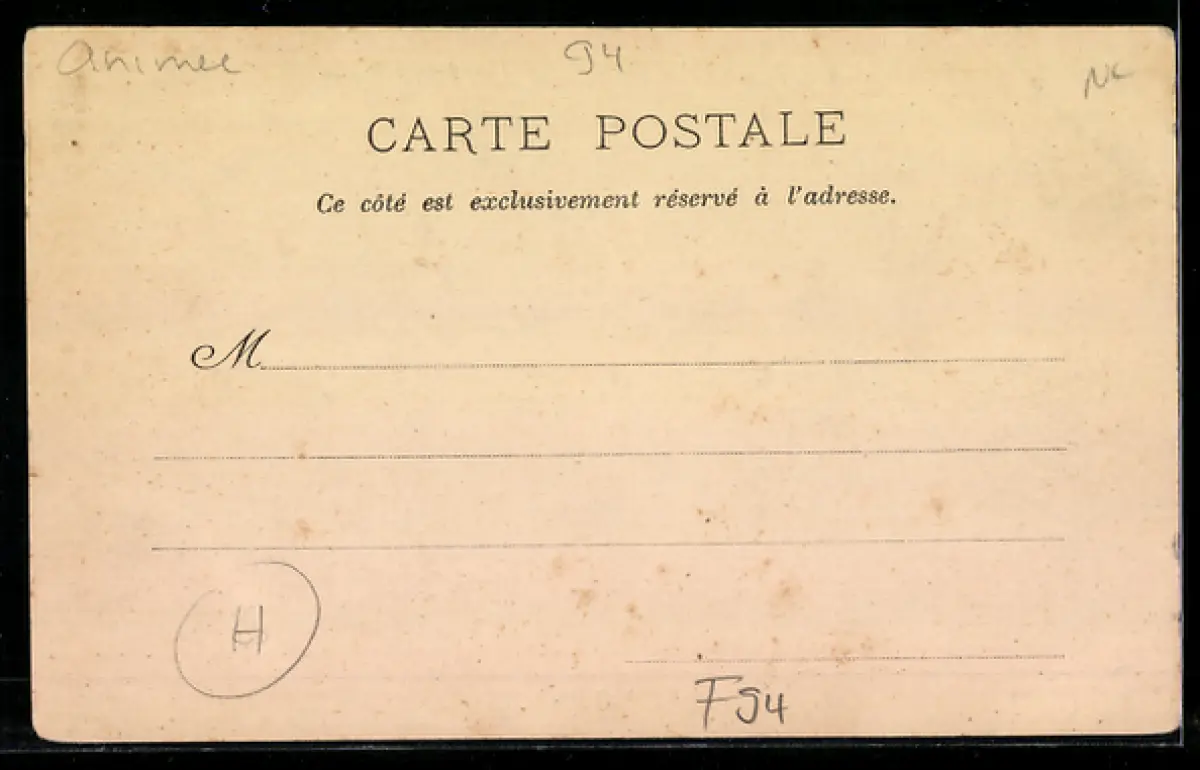 animee 94 NC
CARTE POSTALE
Ce côté est exclusivement réservé à l'adresse.
M
H
F94